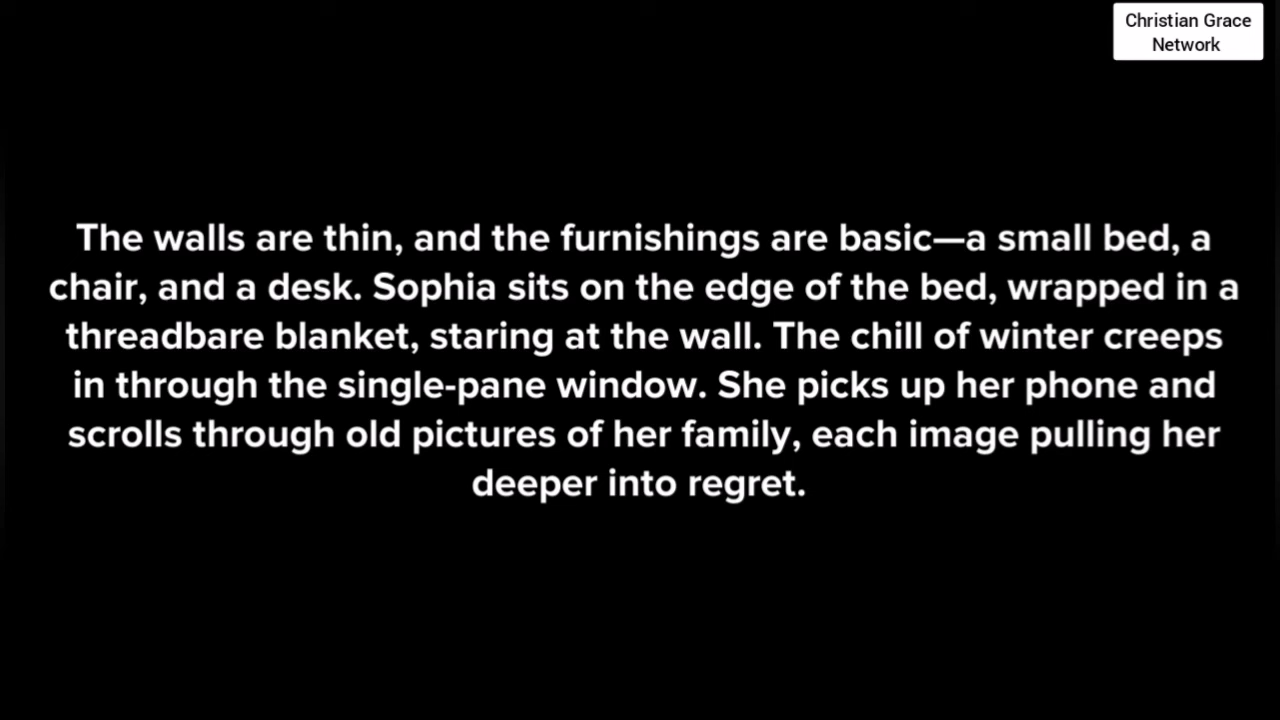 Christian Grace
Network
The walls are thin, and the furnishings are basic—a small bed, a
chair, and a desk. Sophia sits on the edge of the bed, wrapped in a
threadbare blanket, staring at the wall. The chill of winter creeps
in through the single-pane window. She picks up her phone and
scrolls through old pictures of her family, each image pulling her
deeper into regret.